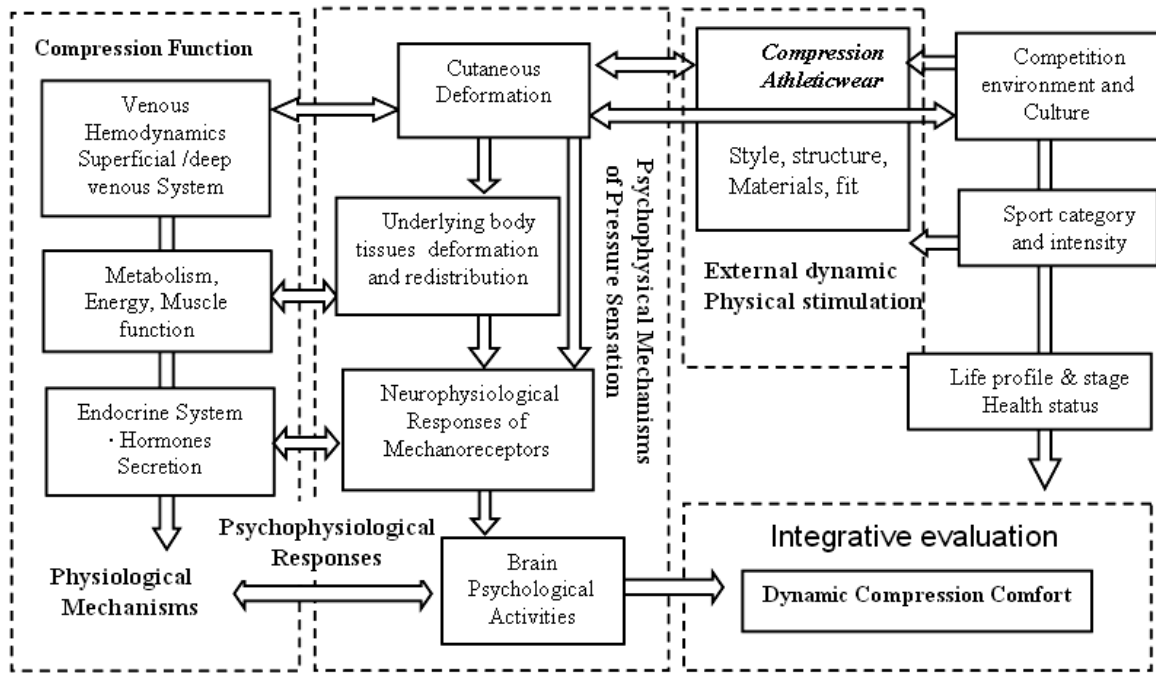 Compression Function
Venous
Hemodynamics
Superficial /deep
venous System
Metabolism,
Energy, Muscle
function
Endocrine System
· Hormones
Secretion
Physiological
Mechanisms
Psychophysiological
Responses
Cutaneous
Deformation
Underlying body
tissues deformation
and redistribution
Neurophysiological
Responses of
Mechanoreceptors
Brain
Psychological
Activities
Psychophysical Mechanisms
of Pressure Sensation
Compression
Athleticwear
Style, structure,
Materials, fit
External dynamic
Physical stimulation
Competition
environment and
Culture
Sport category
and intensity
Life profile & stage
Health status
Integrative evaluation
Dynamic Compression Comfort